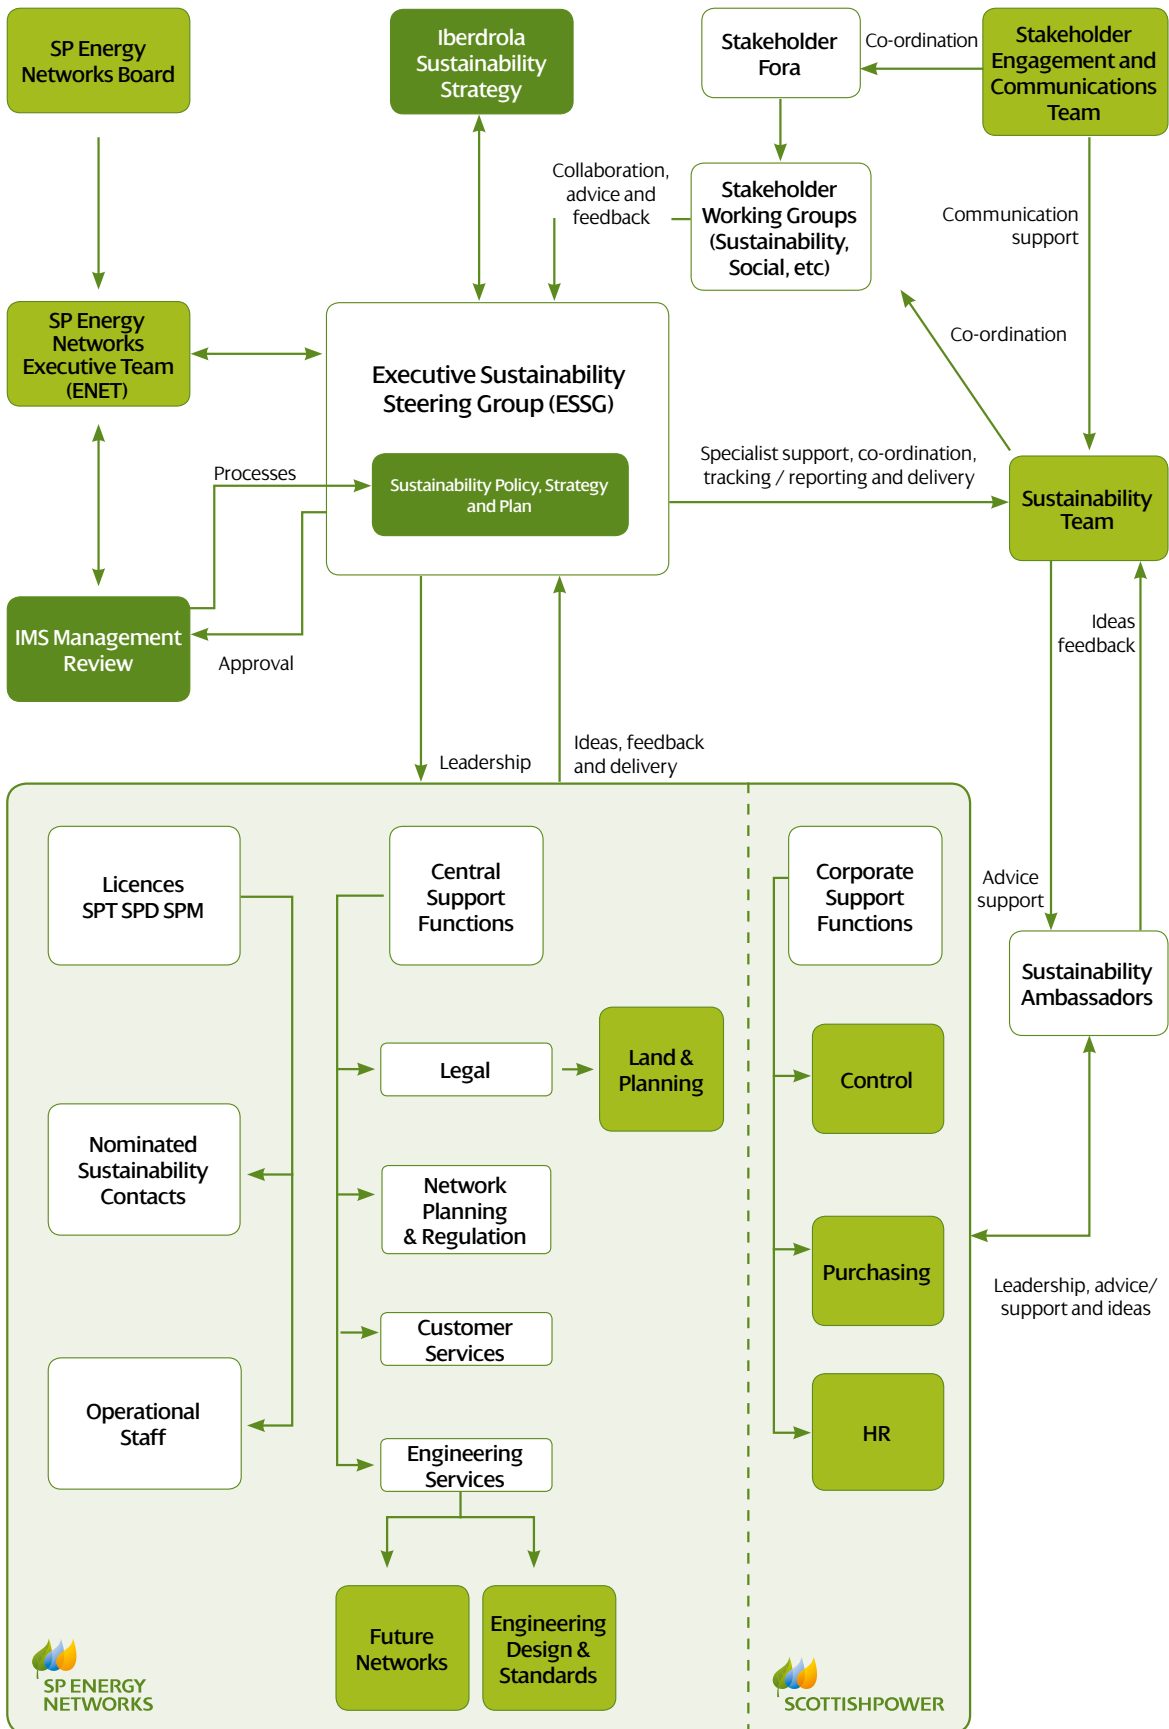 SP Energy
Networks Board
Iberdrola
Sustainability
Strategy
Stakeholder
Fora
Co-ordination
Stakeholder
Engagement and
Communications
Team
Collaboration,
advice and
feedback
Stakeholder
Working Groups
(Sustainability,
Social, etc)
Communication
support
SP Energy
Networks
Executive Team
(ENET)
Co-ordination
Executive Sustainability
Steering Group (ESSG)
Processes
Sustainability Policy, Strategy
and Plan
Specialist support, co-ordination,
tracking / reporting and delivery
Sustainability
Team
IMS Management
Review
Approval
Ideas
feedback
Leadership
Ideas, feedback
and delivery
Licences
SPT SPD SPM
Central
Support
Functions
Corporate
Support
Functions
Advice
support
Sustainability
Ambassadors
Legal
Land &
Planning
Control
Nominated
Sustainability
Contacts
Network
Planning
& Regulation
Purchasing
Leadership, advice/
support and ideas
Customer
Services
Operational
Staff
HR
Engineering
Services
Future
Networks
Engineering
Design &
Standards
SP ENERGY
NETWORKS
SCOTTISHPOWER